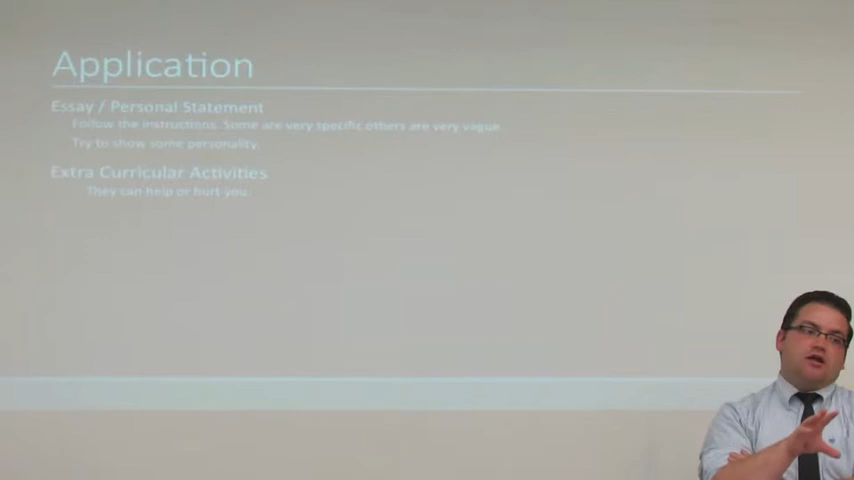 Application
Essay / Personal Statement
Follow the instructions. Some are very specific others are very vague
Try to show some personality.
Extra Curricular Activities
They can help or hurt you.